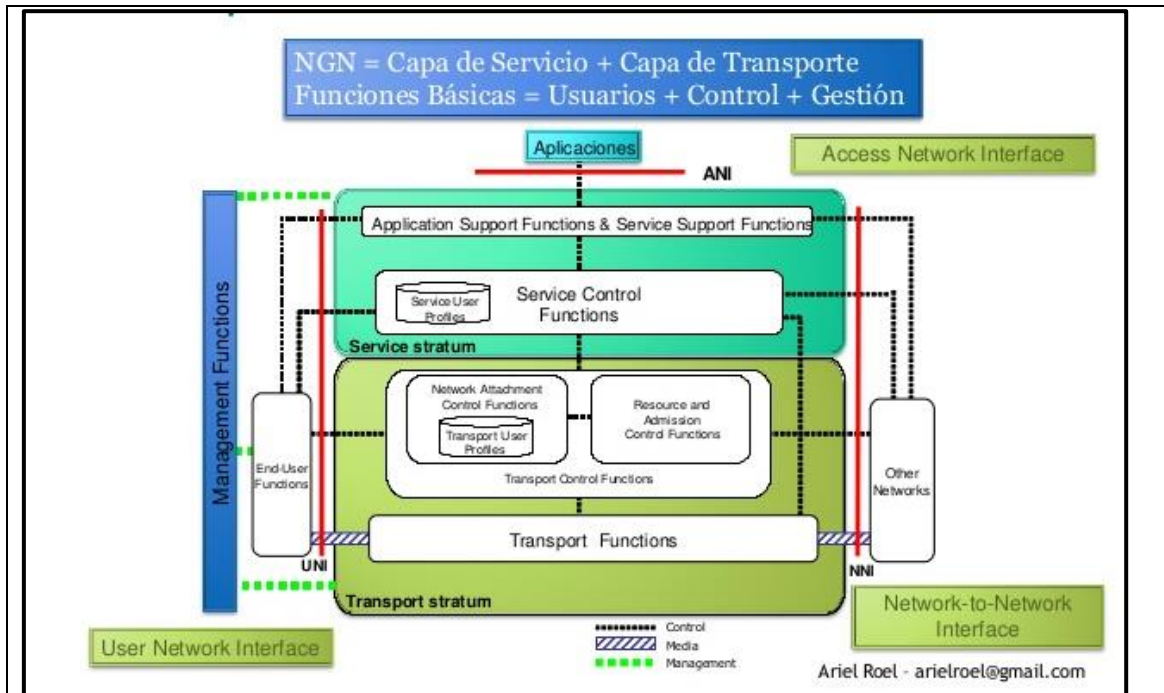 NGN = Capa de Servicio + Capa de Transporte
Funciones Básicas = Usuarios + Control + Gestión
Aplicaciones
Access Network Interface
ANI
Management Functions
Application Support Functions & Service Support Functions
Service User
Profiles
Service Control
Functions
Service stratum
Network Attachment
Control Functions
Transport User
Profiles
Resource and
Admission
Control Functions
Transport Control Functions
End-User
Functions
Other
Networks
Transport Functions
UNI
NNI
Transport stratum
User Network Interface
Network-to-Network
Interface
Control
Media
Management
Ariel Roel - arielroel@gmail.com